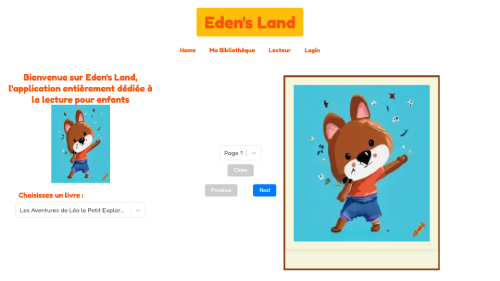 Eden's Land
Home Ma Bibliothèque Lecteur Login
Bienvenue sur Eden's Land,
l'application entièrement dédiée à
la lecture pour enfants
Choisissez un livre :
Les Aventures de Léo le Petit Explor...
Page 1
Close
Previous Next